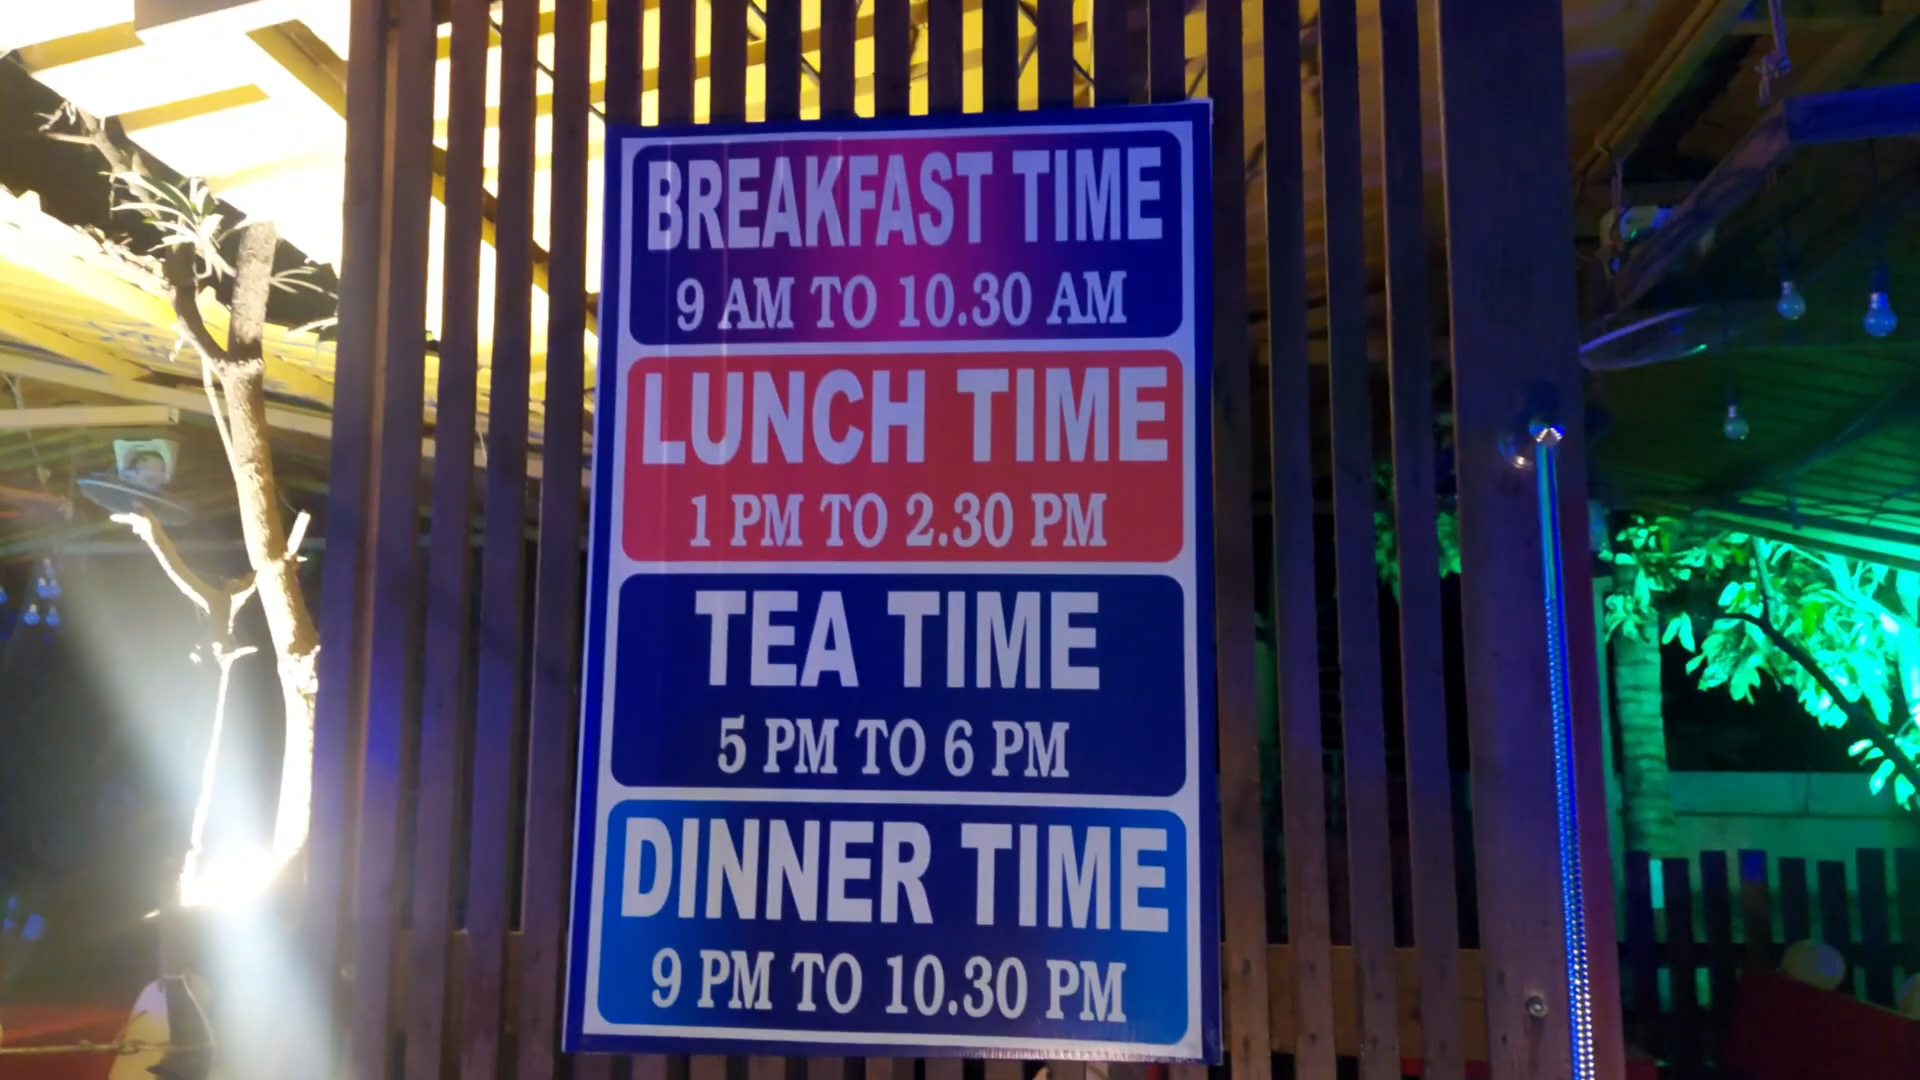 BREAKFAST TIME
9 AM TO 10.30 AM
LUNCH TIME
1 PM TO 2.30 PM
TEA TIME
5 PM TO 6 PM
DINNER TIME
9 PM TO 10.30 PM